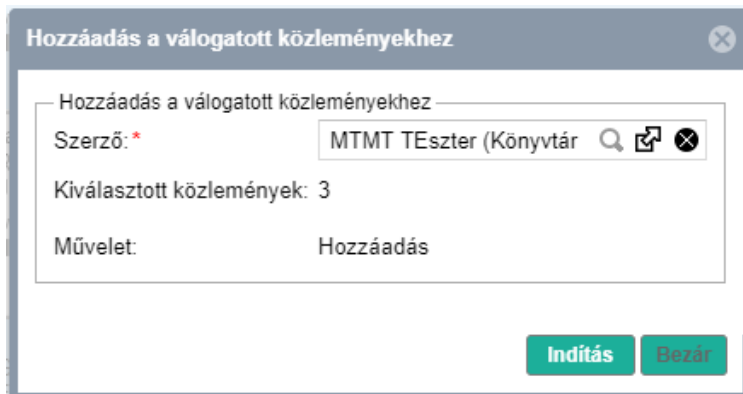 Hozzáadás a válogatott közleményekhez
Hozzáadás a válogatott közleményekhez
Szerző:* MTMT TEszter (Könyvtár
Kiválasztott közlemények: 3
Művelet: Hozzáadás
Indítás Bezár